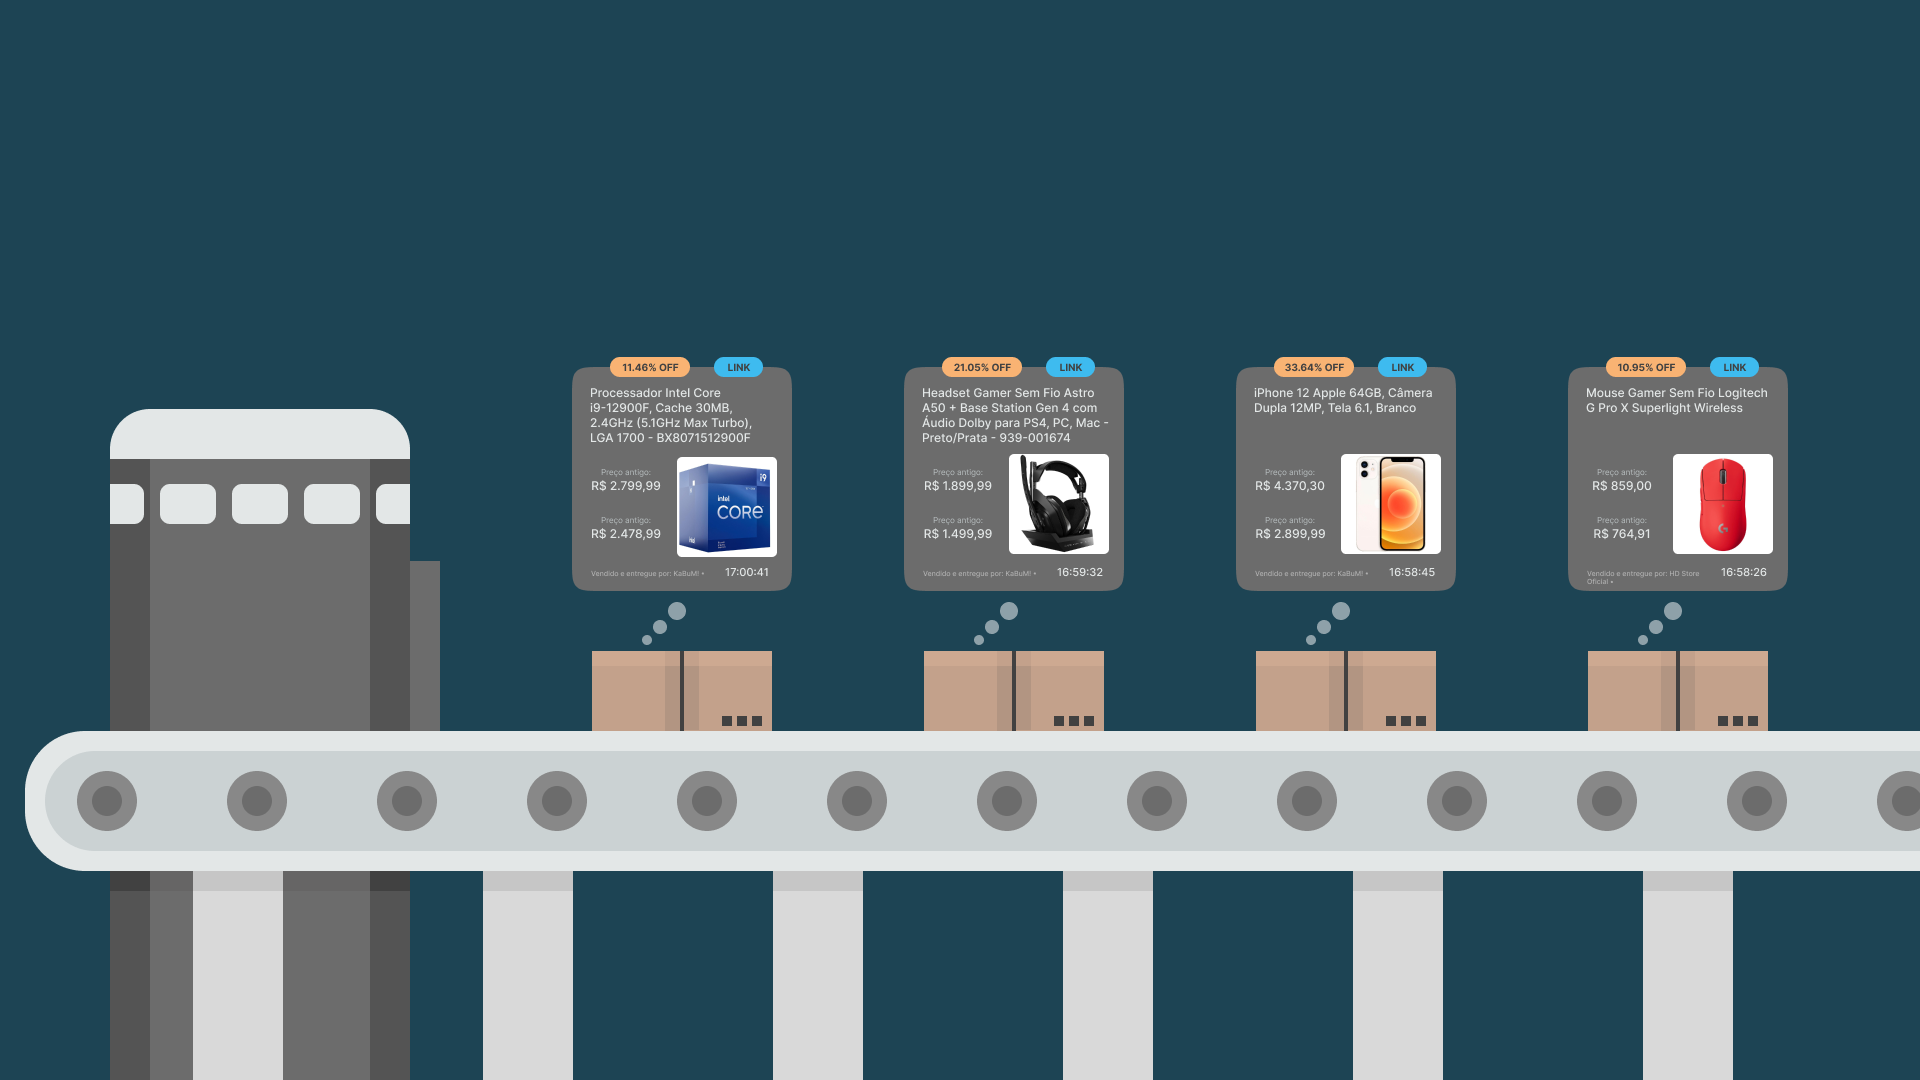 11.46% OFF
LINK
Processador Intel Core
i9-12900F, Cache 30MB,
2.4GHz (5.1GHz Max Turbo),
LGA 1700 - BX8071512900F
Preço antigo:
R$ 2.799,99
Preço antigo:
R$ 2.478,99
i9
intel
CORE
Vendido e entregue por: KaBuM! •
17:00:41
21.05% OFF
LINK
Headset Gamer Sem Fio Astro
A50 + Base Station Gen 4 com
Áudio Dolby para PS4, PC, Mac -
Preto/Prata - 939-001674
Preço antigo:
R$ 1.899,99
Preço antigo:
R$ 1.499,99
Vendido e entregue por: KaBuM! •
16:59:32
33.64% OFF
LINK
iPhone 12 Apple 64GB, Câmera
Dupla 12MP, Tela 6.1, Branco
Preço antigo:
R$ 4.370,30
Preço antigo:
R$ 2.899,99
Vendido e entregue por: KaBuM! •
16:58:45
10.95% OFF
LINK
Mouse Gamer Sem Fio Logitech
G Pro X Superlight Wireless
Preço antigo:
R$ 859,00
Preço antigo:
R$ 764,91
Vendido e entregue por: HD Store
Oficial •
16:58:26